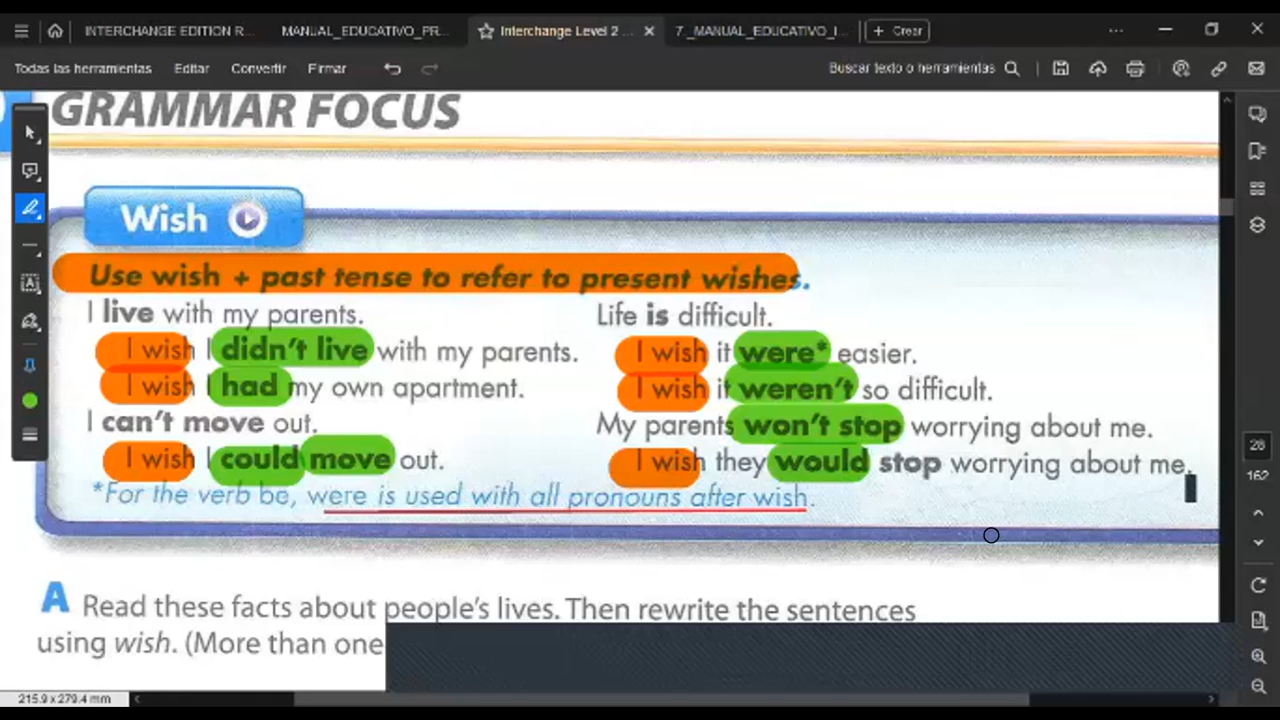 INTERCHANGE EDITION R...
MANUAL_EDUCATIVO_PR...
Interchange Level 2 ...
7._MANUAL_EDUCATIVO_I...
+ Crear
Todas las herramientas
Editar
Convertir
Firmar
Buscar texto o herramientas
GRAMMAR FOCUS
Wish
Use wish + past tense to refer to present wishes.
I live with my parents.
I wish I didn't live with my parents.
I wish I had my own apartment.
I can't move out.
I wish I could move out.
Life is difficult.
I wish it were* easier.
I wish it weren't so difficult.
My parents won't stop worrying about me.
I wish they would stop worrying about me.
*For the verb be, were is used with all pronouns after wish.
A Read these facts about people's lives. Then rewrite the sentences
using wish. (More than one
28
162
215.9 x 279.4 mm